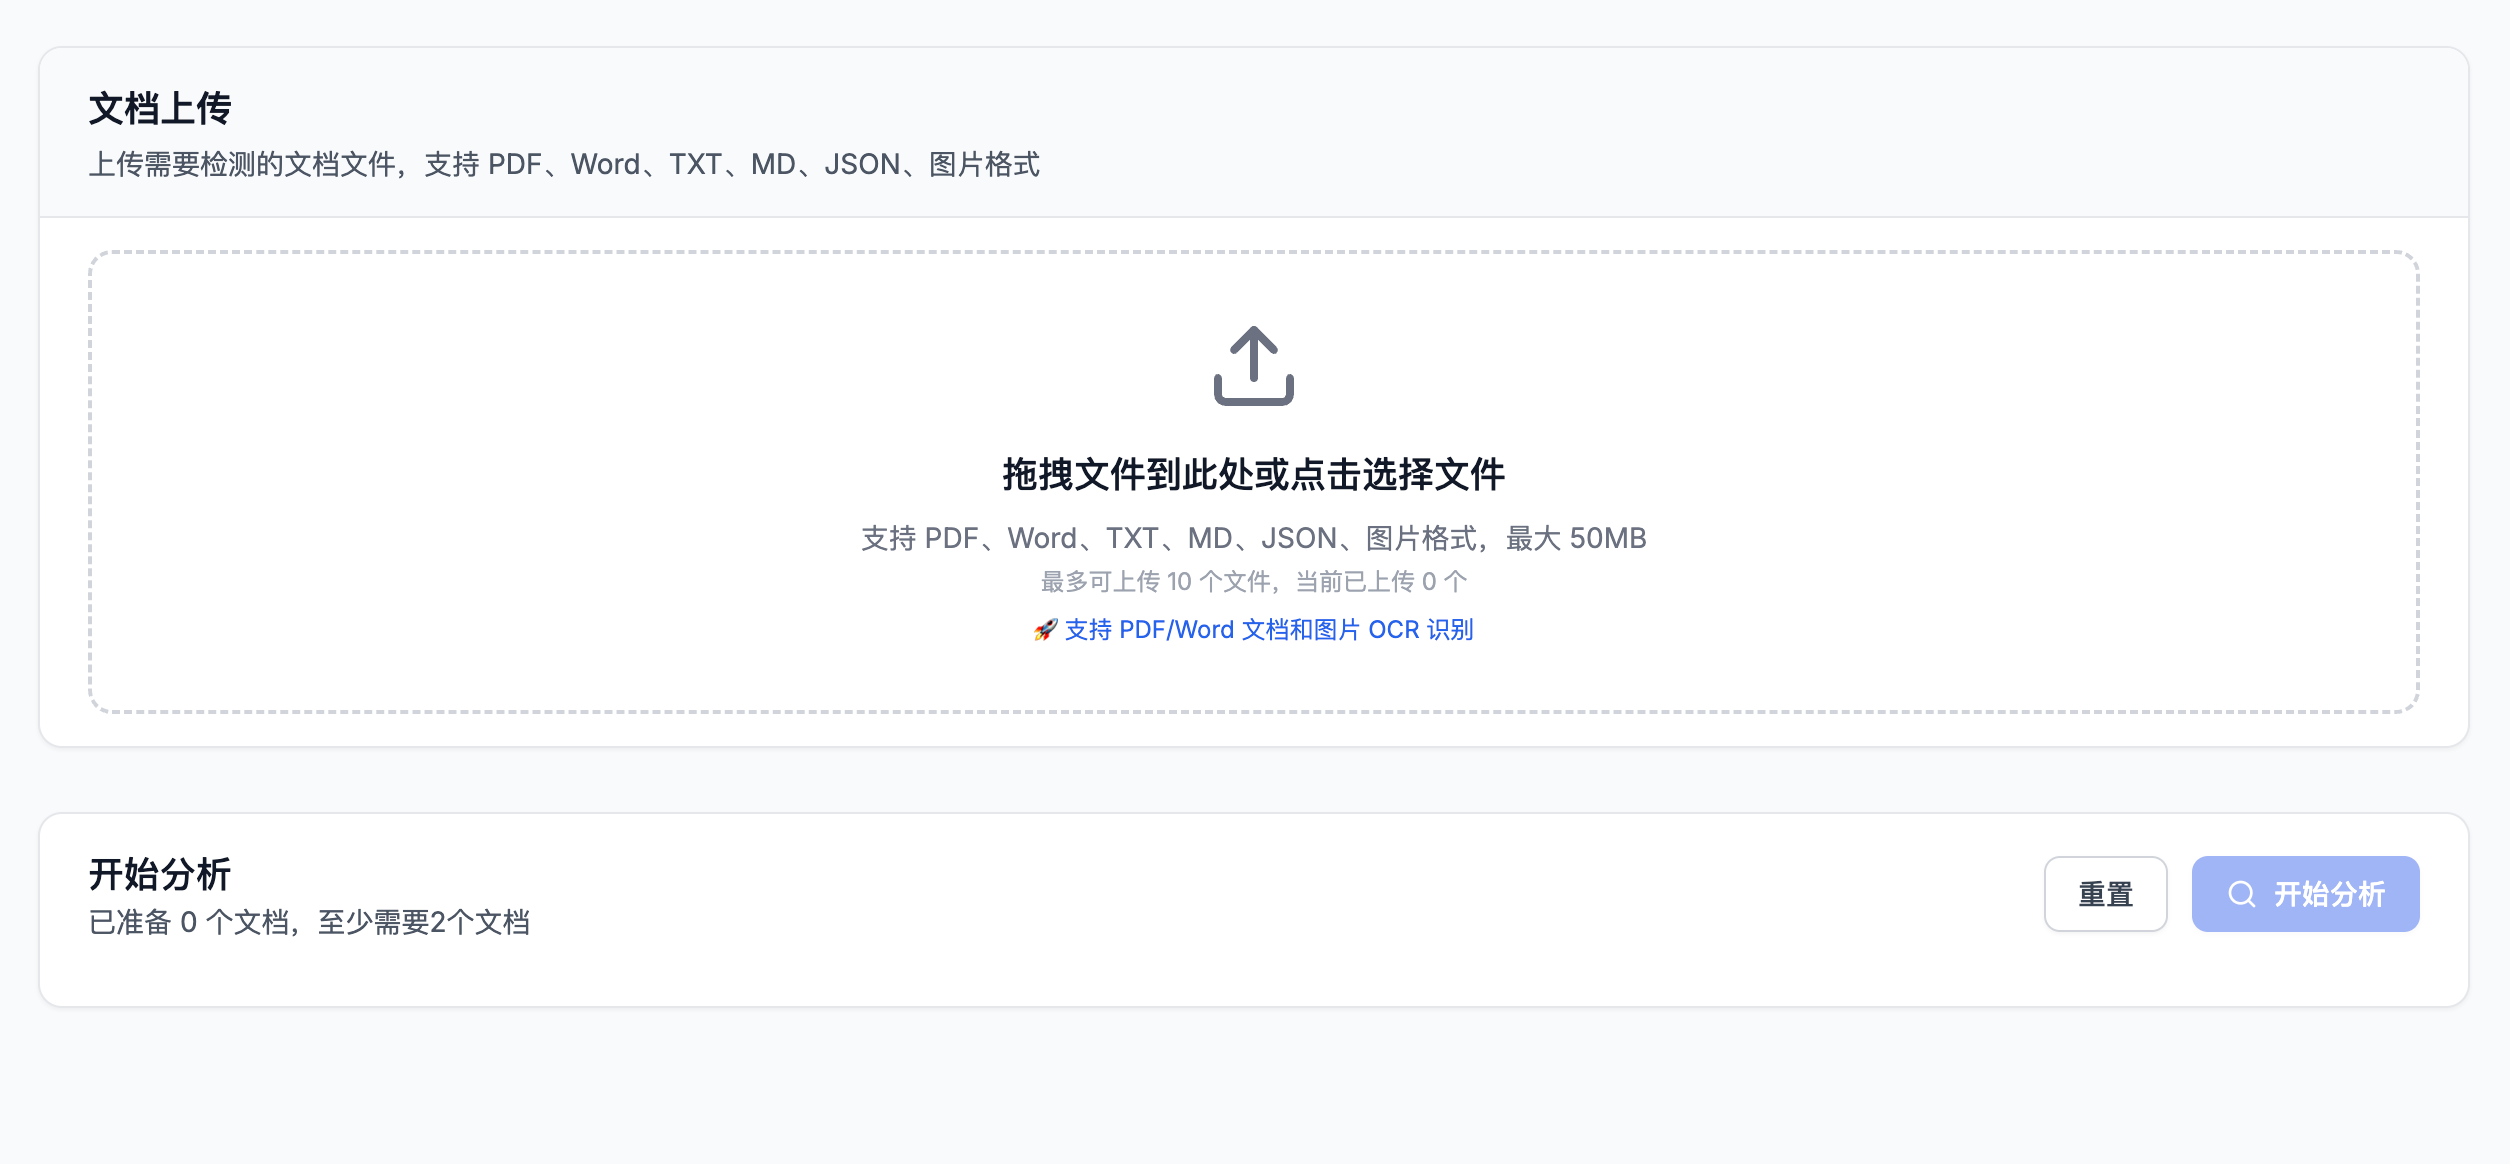 文档上传
上传需要检测的文档文件，支持 PDF、Word、TXT、MD、JSON、图片格式
拖拽文件到此处或点击选择文件
支持 PDF、Word、TXT、MD、JSON、图片格式，最大 50MB
最多可上传 10 个文件，当前已上传 0 个
🚀 支持 PDF/Word 文档和图片 OCR 识别
开始分析
已准备 0 个文档，至少需要2个文档
重置
开始分析